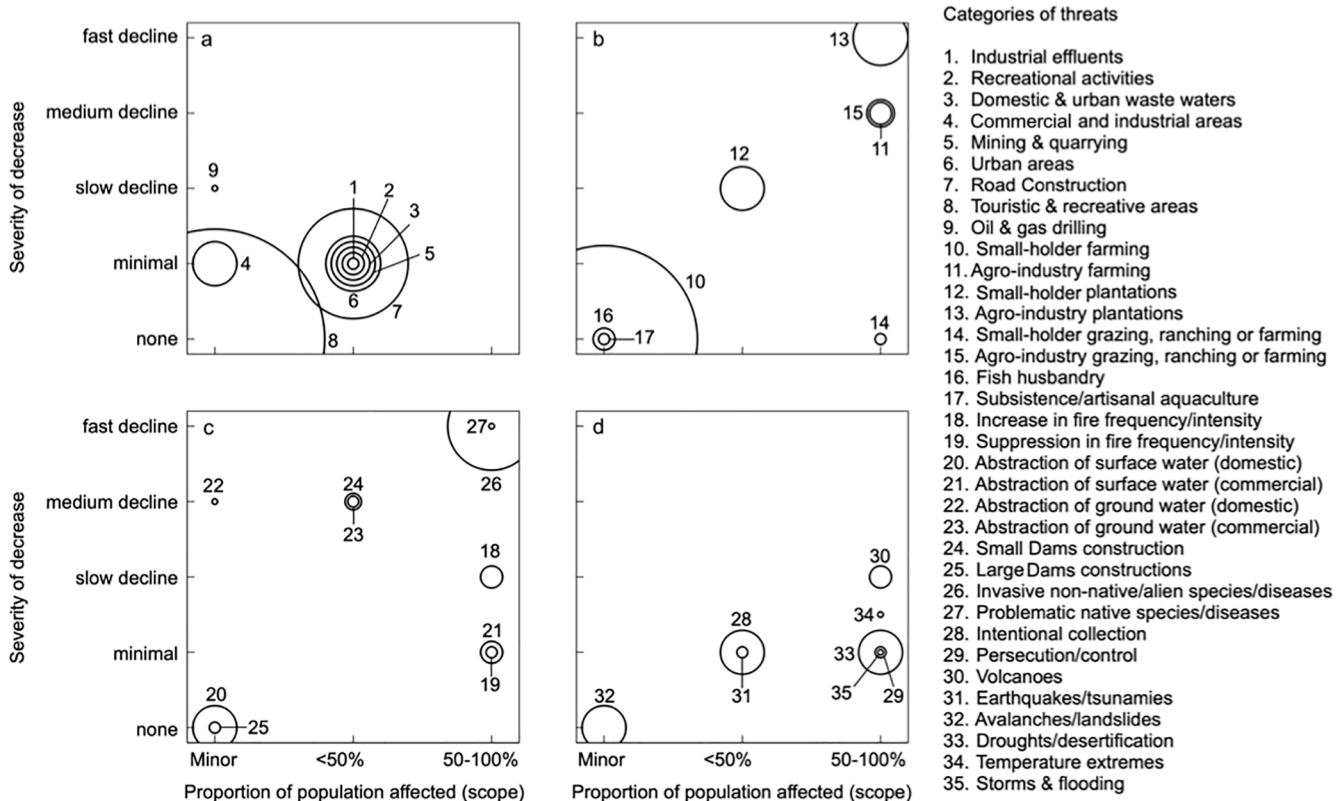 Severity of decrease
fast decline
medium decline
slow decline
minimal
none
a
9
1
2
3
4
5
6
7
8
b
13
15
11
12
10
16
17
14
Severity of decrease
fast decline
medium decline
slow decline
minimal
none
c
27
26
22
24
23
18
21
19
20
25
Minor
<50%
50-100%
Proportion of population affected (scope)
d
30
34
28
33
31
35
29
32
Minor
<50%
50-100%
Proportion of population affected (scope)
Categories of threats
1. Industrial effluents
2. Recreational activities
3. Domestic & urban waste waters
4. Commercial and industrial areas
5. Mining & quarrying
6. Urban areas
7. Road Construction
8. Touristic & recreative areas
9. Oil & gas drilling
10. Small-holder farming
11. Agro-industry farming
12. Small-holder plantations
13. Agro-industry plantations
14. Small-holder grazing, ranching or farming
15. Agro-industry grazing, ranching or farming
16. Fish husbandry
17. Subsistence/artisanal aquaculture
18. Increase in fire frequency/intensity
19. Suppression in fire frequency/intensity
20. Abstraction of surface water (domestic)
21. Abstraction of surface water (commercial)
22. Abstraction of ground water (domestic)
23. Abstraction of ground water (commercial)
24. Small Dams construction
25. Large Dams constructions
26. Invasive non-native/alien species/diseases
27. Problematic native species/diseases
28. Intentional collection
29. Persecution/control
30. Volcanoes
31. Earthquakes/tsunamies
32. Avalanches/landslides
33. Droughts/desertification
34. Temperature extremes
35. Storms & flooding